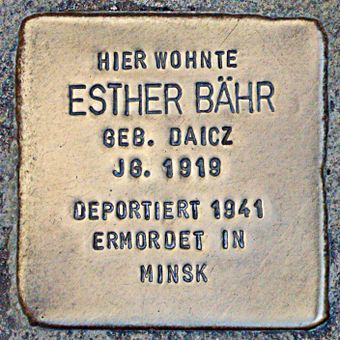 HIER WOHNTE
ESTHER BÄHR
GEB. DAICZ
JG. 1919
DEPORTIERT 1941
ERMORDET IN
MINSK